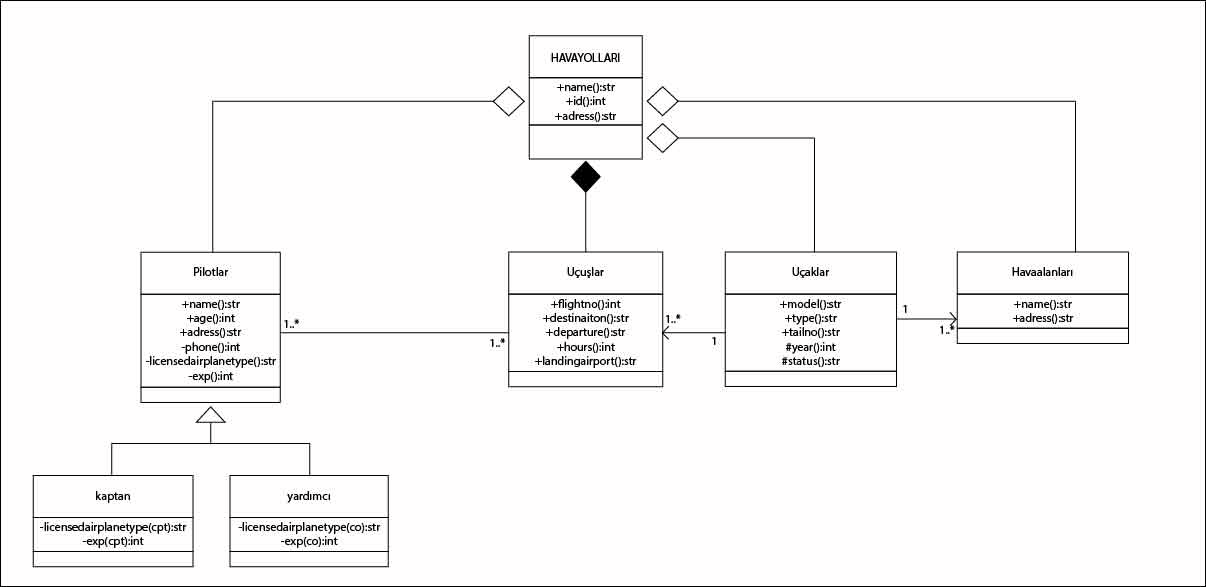 HAVAYOLLARI
+name():str
+id():int
+adress():str
Pilotlar
+name():str
+age():int
+adress():str
-phone():int
-licensedairplanetype():str
-exp():int
1..*
1..*
Uçuşlar
+flightno():int
+destinaiton():str
+departure():str
+hours():int
+landingairport():str
1..*
1
Uçaklar
+model():str
+type():str
+tailno():str
#year():int
#status():str
1
1..*
Havaalanları
+name():str
+adress():str
kaptan
-licensedairplanetype(cpt):str
-exp(cpt):int
yardımcı
-licensedairplanetype(co):str
-exp(co):int